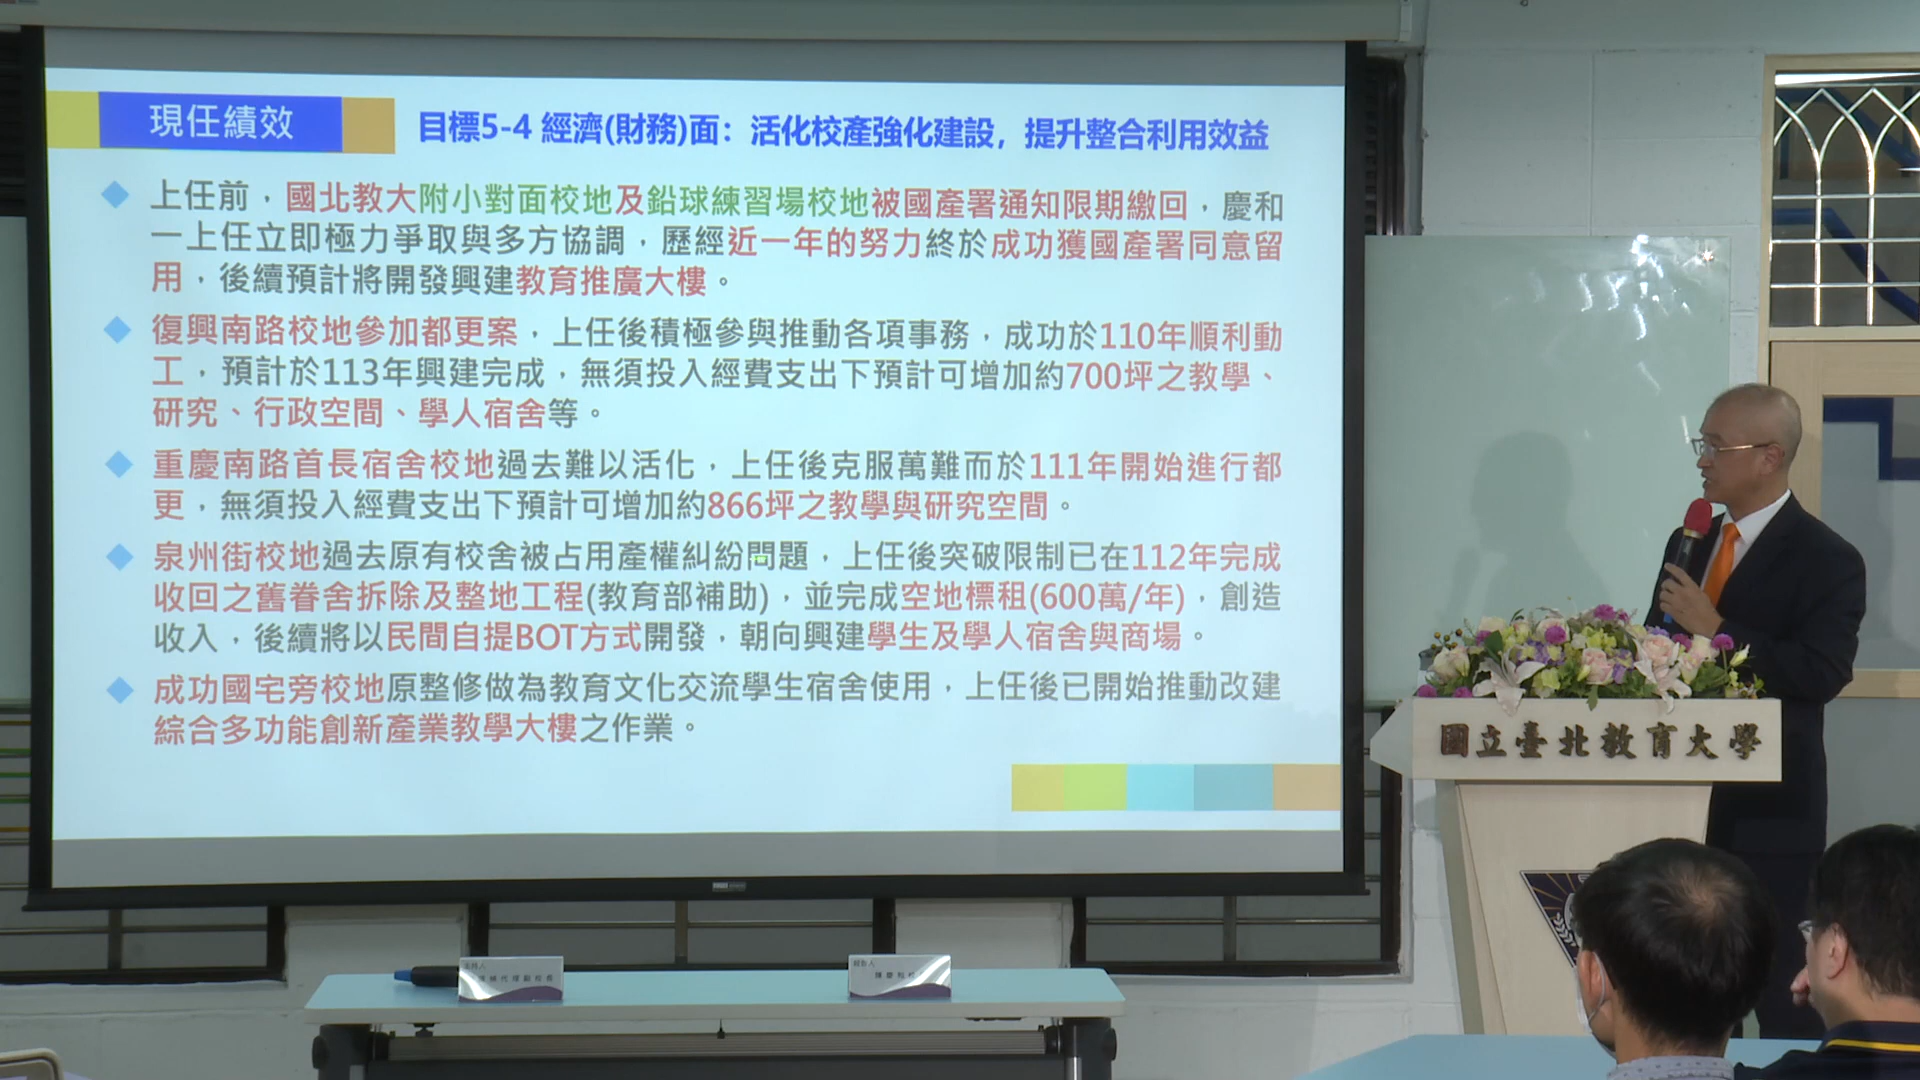 現任績效
目標5-4 經濟(財務)面：活化校產強化建設，提升整合利用效益
上任前，國北教大附小對面校地及鉛球練習場校地被國產署通知限期繳回，慶和
一上任立即極力爭取與多方協調，歷經近一年的努力終於成功獲國產署同意留
用，後續預計將開發興建教育推廣大樓。
復興南路校地參加都更案，上任後積極參與推動各項事務，成功於110年順利動
工，預計於113年興建完成，無須投入經費支出下預計可增加約700坪之教學、
研究、行政空間、學人宿舍等。
重慶南路首長宿舍校地過去難以活化，上任後克服萬難而於111年開始進行都
更，無須投入經費支出下預計可增加約866坪之教學與研究空間。
泉州街校地過去原有校舍被占用產權糾紛問題，上任後突破限制已在112年完成
收回之舊眷舍拆除及整地工程(教育部補助)，並完成空地標租(600萬/年)，創造
收入，後續將以民間自提BOT方式開發，朝向興建學生及學人宿舍與商場。
成功國宅旁校地原整修做為教育文化交流學生宿舍使用，上任後已開始推動改建
綜合多功能創新產業教學大樓之作業。
國立臺北教育大學
代理副校長
陳慶和校